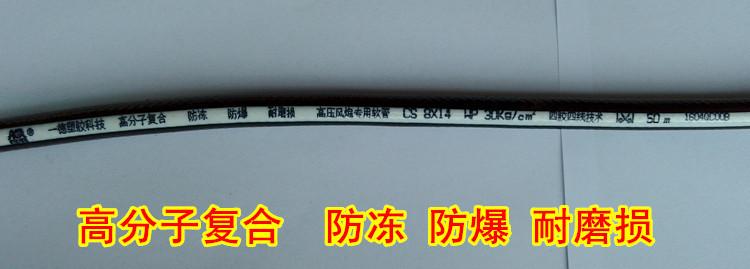 ® 一德塑胶科技 高分子复合 防冻 防爆 耐磨损 高压风炮专用软管 CS 8X14 30Kg/cm² 四胶四线技术 50m 1604QC008
高分子复合 防冻 防爆 耐磨损